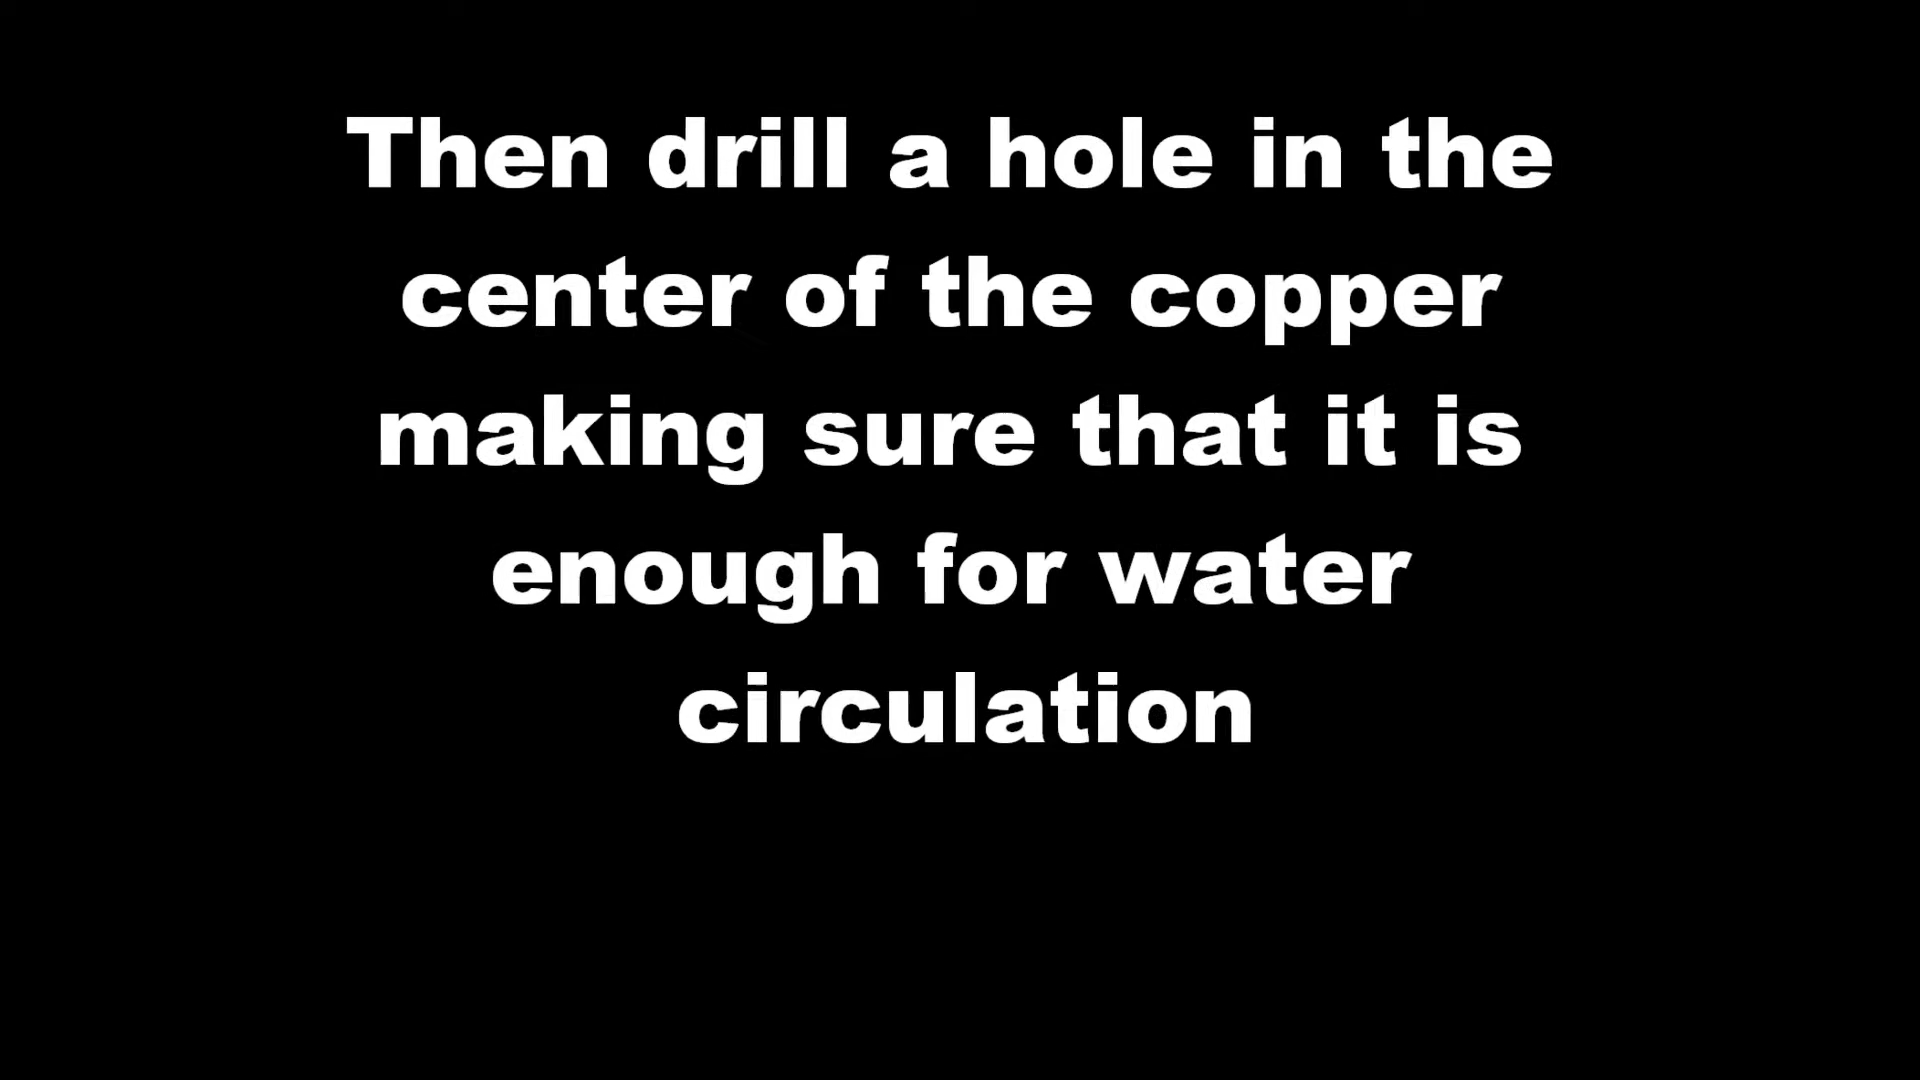 Then drill a hole in the
center of the copper
making sure that it is
enough for water
circulation